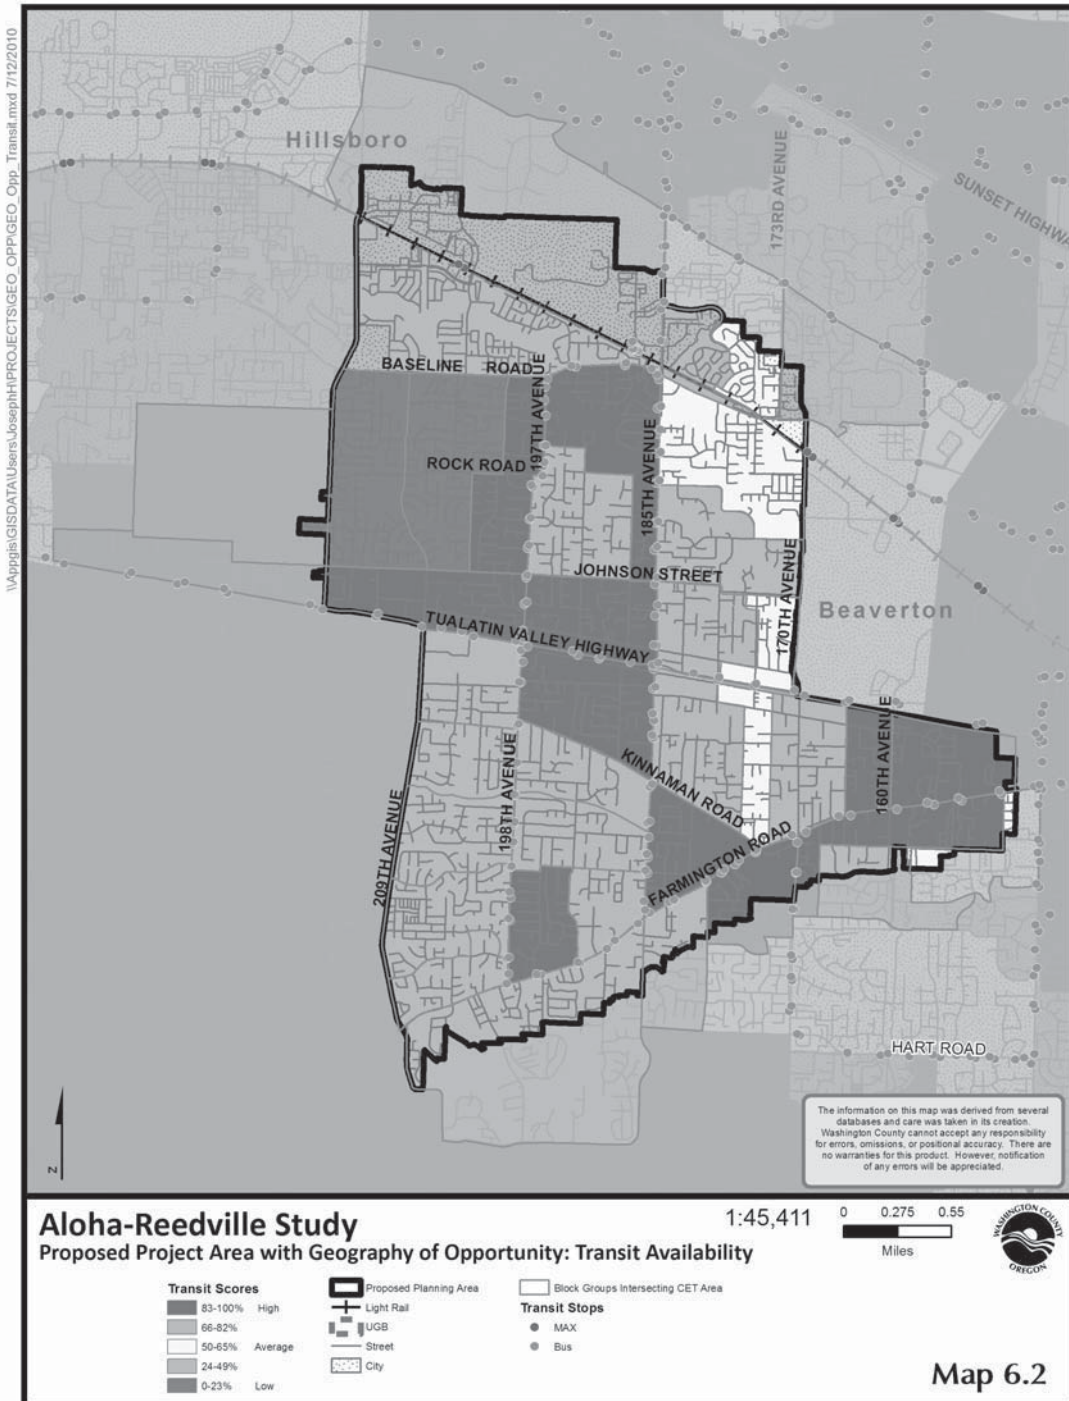 \\Appgis\GISDATA\Users\JosephH\PROJECTS\GEO_OPP\GEO_Opp_Transit.mxd 7/12/2010
Hillsboro
173RD AVENUE
SUNSET HIGHWAY
BASELINE ROAD
197TH AVENUE
ROCK ROAD
185TH AVENUE
JOHNSON STREET
170TH AVENUE
Beaverton
TUALATIN VALLEY HIGHWAY
160TH AVENUE
KINNAMAN ROAD
198TH AVENUE
209TH AVENUE
FARMINGTON ROAD
HART ROAD
The information on this map was derived from several
databases and care was taken in its creation.
Washington County cannot accept any responsibility
for errors, omissions, or positional accuracy. There are
no warranties for this product. However, notification
of any errors will be appreciated.
N
Aloha-Reedville Study
Proposed Project Area with Geography of Opportunity: Transit Availability
1:45,411
0 0.275 0.55
Miles
WASHINGTON COUNTY
OREGON
Transit Scores
83-100% High
66-82%
50-65% Average
24-49%
0-23% Low
Proposed Planning Area
Light Rail
UGB
Street
City
Block Groups Intersecting CET Area
Transit Stops
MAX
Bus
Map 6.2